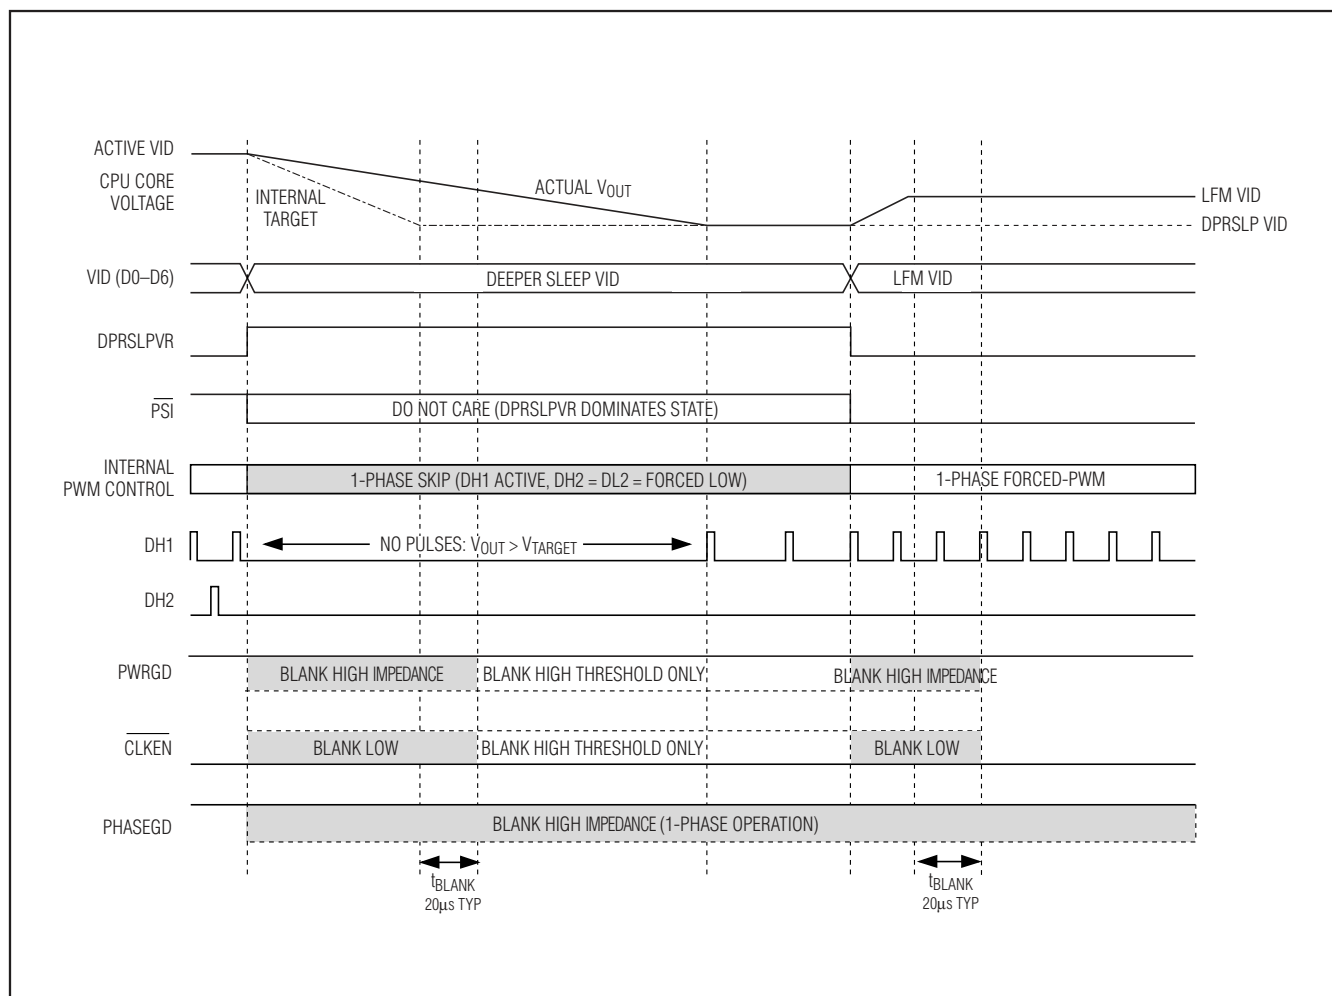 ACTIVE VID
CPU CORE
VOLTAGE
INTERNAL
TARGET
ACTUAL VOUT
LFM VID
DPRSLP VID
VID (D0–D6)
DEEPER SLEEP VID
LFM VID
DPRSLPVR
PSI
DO NOT CARE (DPRSLPVR DOMINATES STATE)
INTERNAL
PWM CONTROL
1-PHASE SKIP (DH1 ACTIVE, DH2 = DL2 = FORCED LOW)
1-PHASE FORCED-PWM
DH1
NO PULSES: VOUT > VTARGET
DH2
PWRGD
BLANK HIGH IMPEDANCE
BLANK HIGH THRESHOLD ONLY
BLANK HIGH IMPEDANCE
CLKEN
BLANK LOW
BLANK HIGH THRESHOLD ONLY
BLANK LOW
PHASEGD
BLANK HIGH IMPEDANCE (1-PHASE OPERATION)
tBLANK
20μs TYP
tBLANK
20μs TYP